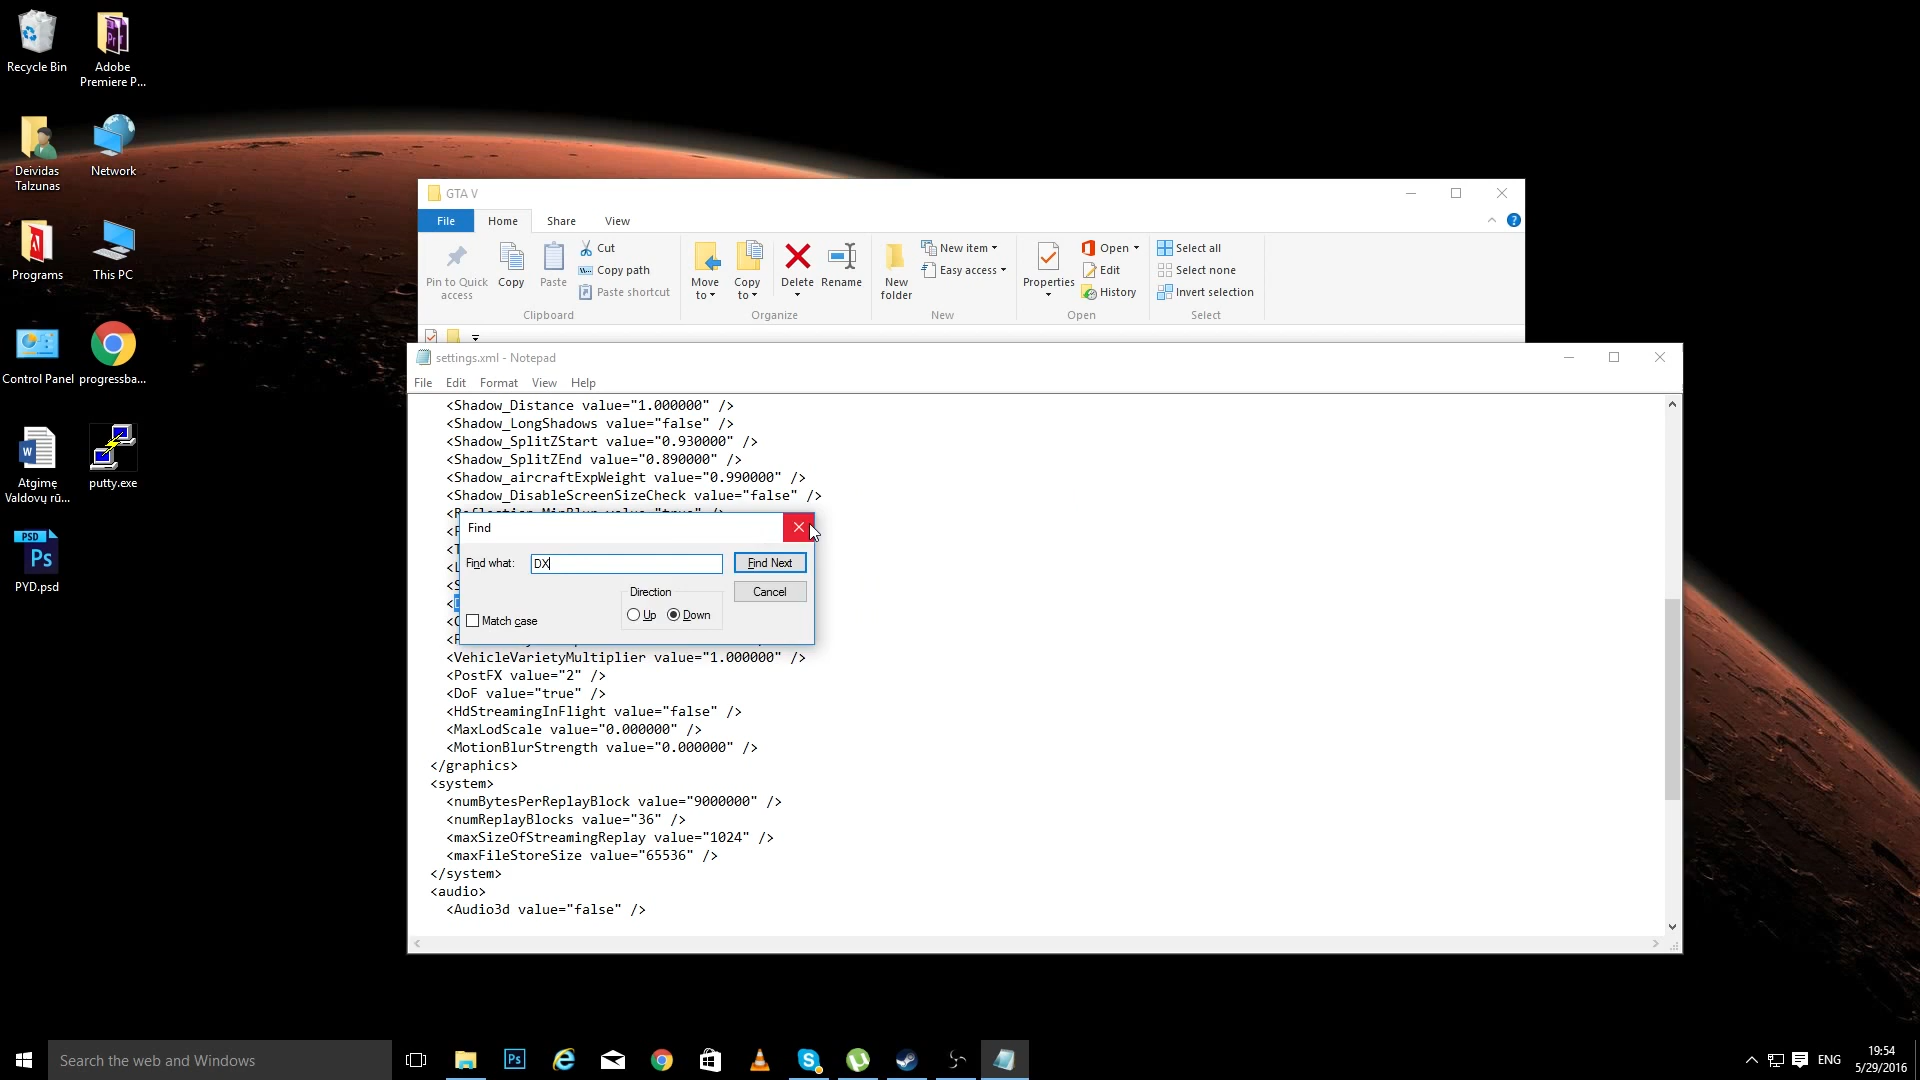 Recycle Bin
Adobe
Premiere P...
Deividas
Talzunas
Network
Programs
This PC
Control Panel
progressba...
Atgimę
Valdovų rū...
putty.exe
PSD
Ps
PYD.psd
GTA V
File Home Share View
Pin to Quick
access
Copy
Paste
Cut
Copy path
Paste shortcut
Clipboard
Move
to
Copy
to
Delete
Rename
Organize
New
folder
New item
Easy access
New
Properties
Open
Edit
History
Open
Select all
Select none
Invert selection
Select
settings.xml - Notepad
File Edit Format View Help
<Shadow_Distance value="1.000000" />
<Shadow_LongShadows value="false" />
<Shadow_SplitZStart value="0.930000" />
<Shadow_SplitZEnd value="0.890000" />
<Shadow_aircraftExpWeight value="0.990000" />
<Shadow_DisableScreenSizeCheck value="false" />
<Reflection_MipBlur value="true" />
Find
Find what: DX
Find Next
Cancel
Direction
Up Down
Match case
<VehicleVarietyMultiplier value="1.000000" />
<PostFX value="2" />
<DoF value="true" />
<HdStreamingInFlight value="false" />
<MaxLodScale value="0.000000" />
<MotionBlurStrength value="0.000000" />
</graphics>
<system>
<numBytesPerReplayBlock value="9000000" />
<numReplayBlocks value="36" />
<maxSizeOfStreamingReplay value="1024" />
<maxFileStoreSize value="65536" />
</system>
<audio>
<Audio3d value="false" />
Search the web and Windows
Ps
ENG
19:54
5/29/2016